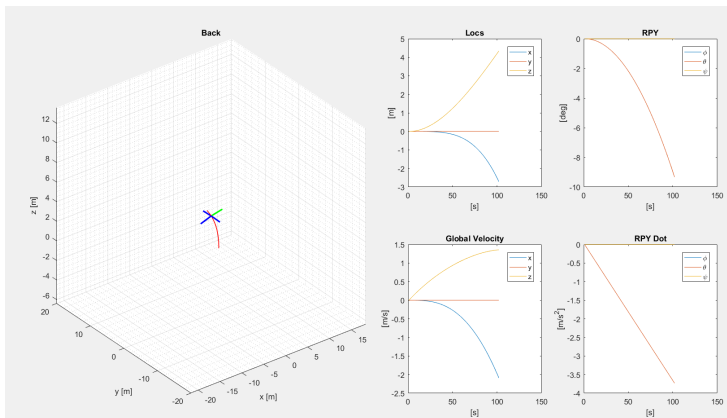 Back
12
10
8
6
4
2
0
-2
-4
-6
z [m]
20
10
0
-10
-20
y [m]
-20
-15
-10
-5
0
5
10
15
x [m]
Locs
5
4
3
2
1
0
-1
-2
-3
[m]
0
50
100
150
[s]
x
y
z
RPY
0
-2
-4
-6
-8
-10
[deg]
0
50
100
150
[s]
ϕ
θ
ψ
Global Velocity
1.5
1
0.5
0
-0.5
-1
-1.5
-2
-2.5
[m/s]
0
50
100
150
[s]
x
y
z
RPY Dot
0
-0.5
-1
-1.5
-2
-2.5
-3
-3.5
-4
[m/s²]
0
50
100
150
[s]
ϕ
θ
ψ